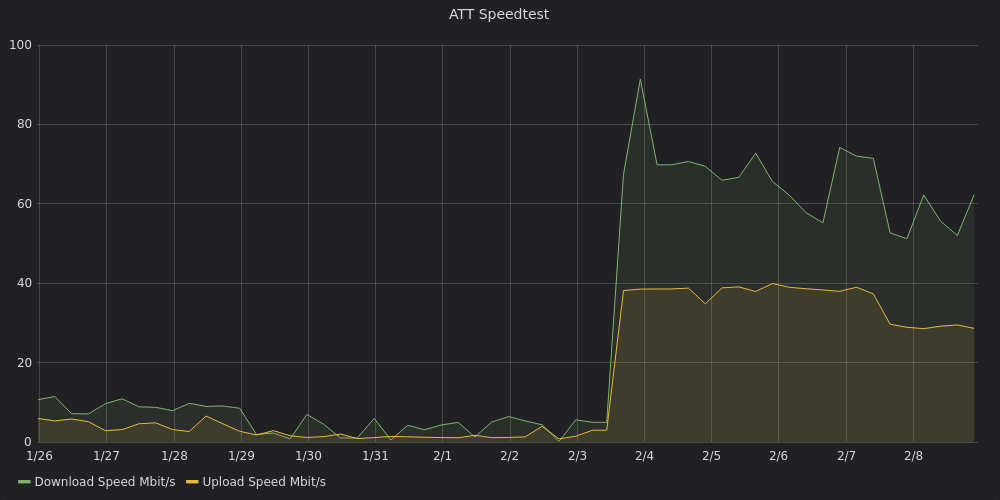 ATT Speedtest
100
80
60
40
20
0
1/26 1/27 1/28 1/29 1/30 1/31 2/1 2/2 2/3 2/4 2/5 2/6 2/7 2/8
Download Speed Mbit/s Upload Speed Mbit/s